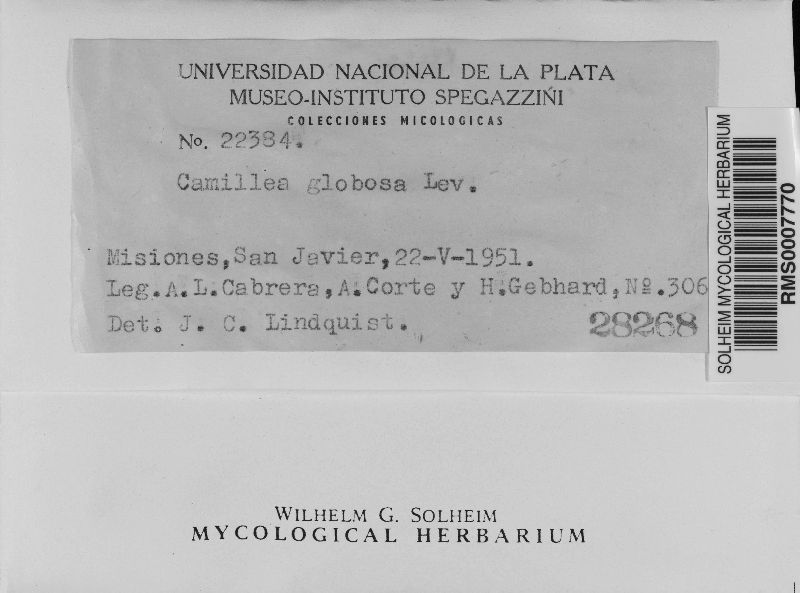 UNIVERSIDAD NACIONAL DE LA PLATA
MUSEO-INSTITUTO SPEGAZZINI
COLECCIONES MICOLOGICAS
No. 22384.
Camillea globosa Lev.
Misiones, San Javier, 22-V-1951.
Leg. A. L. Cabrera, A. Corte y H. Gebhard, Nº. 306
Det. J. C. Lindquist.
28268
SOLHEIM MYCOLOGICAL HERBARIUM
RMS0007770
WILHELM G. SOLHEIM
MYCOLOGICAL HERBARIUM